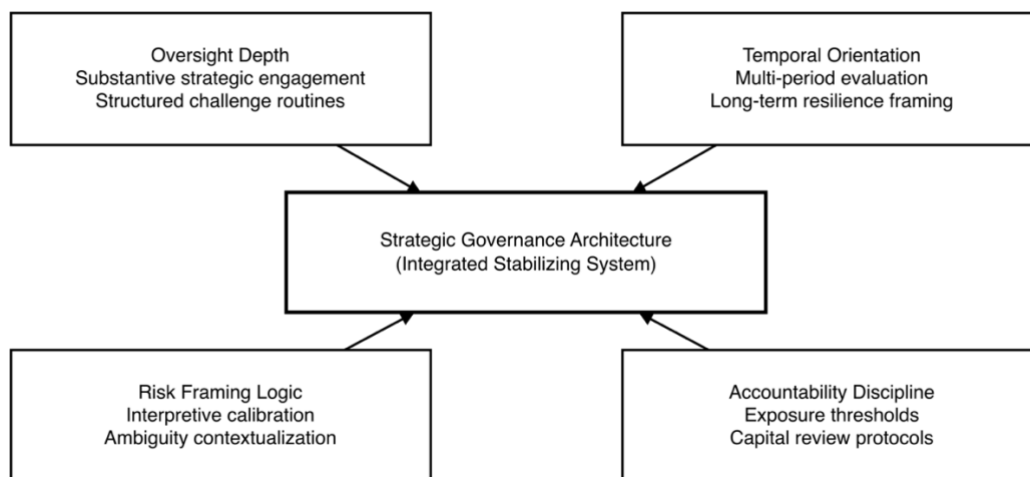 Oversight Depth
Substantive strategic engagement
Structured challenge routines
Temporal Orientation
Multi-period evaluation
Long-term resilience framing
Strategic Governance Architecture
(Integrated Stabilizing System)
Risk Framing Logic
Interpretive calibration
Ambiguity contextualization
Accountability Discipline
Exposure thresholds
Capital review protocols